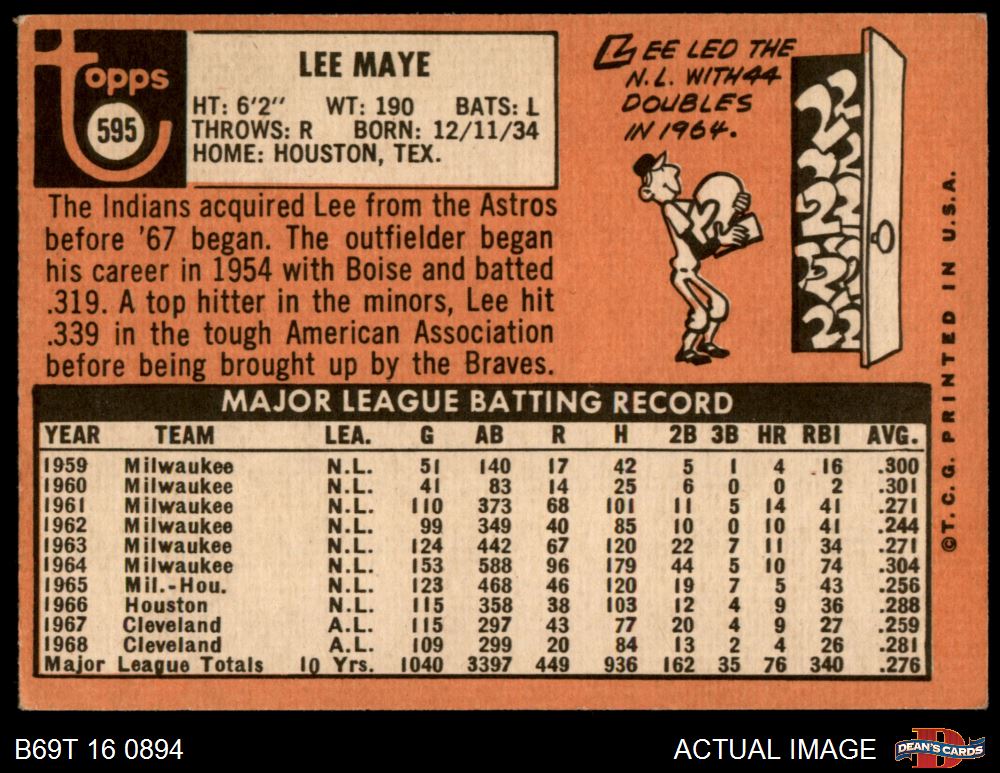 topps
595
LEE MAYE
HT: 6'2" WT: 190 BATS: L
THROWS: R BORN: 12/11/34
HOME: HOUSTON, TEX.
LEE LED THE
N.L. WITH 44
DOUBLES
IN 1964.
The Indians acquired Lee from the Astros
before '67 began. The outfielder began
his career in 1954 with Boise and batted
.319. A top hitter in the minors, Lee hit
.339 in the tough American Association
before being brought up by the Braves.
2 2 2 2 2 2 2 2
MAJOR LEAGUE BATTING RECORD
YEAR TEAM LEA. G AB R H 2B 3B HR RBI AVG.
1959 Milwaukee N.L. 51 140 17 42 5 1 4 16 .300
1960 Milwaukee N.L. 41 83 14 25 6 0 0 2 .301
1961 Milwaukee N.L. 110 373 68 101 11 5 14 41 .271
1962 Milwaukee N.L. 99 349 40 85 10 0 10 41 .244
1963 Milwaukee N.L. 124 442 67 120 22 7 11 34 .271
1964 Milwaukee N.L. 153 588 96 179 44 5 10 74 .304
1965 Mil.-Hou. N.L. 123 468 46 120 19 7 5 43 .256
1966 Houston N.L. 115 358 38 103 12 4 9 36 .288
1967 Cleveland A.L. 115 297 43 77 20 4 9 27 .259
1968 Cleveland A.L. 109 299 20 84 13 2 4 26 .281
Major League Totals 10 Yrs. 1040 3397 449 936 162 35 76 340 .276
©T.C.G. PRINTED IN U.S.A.
B69T 16 0894
ACTUAL IMAGE
DEAN'S CARDS